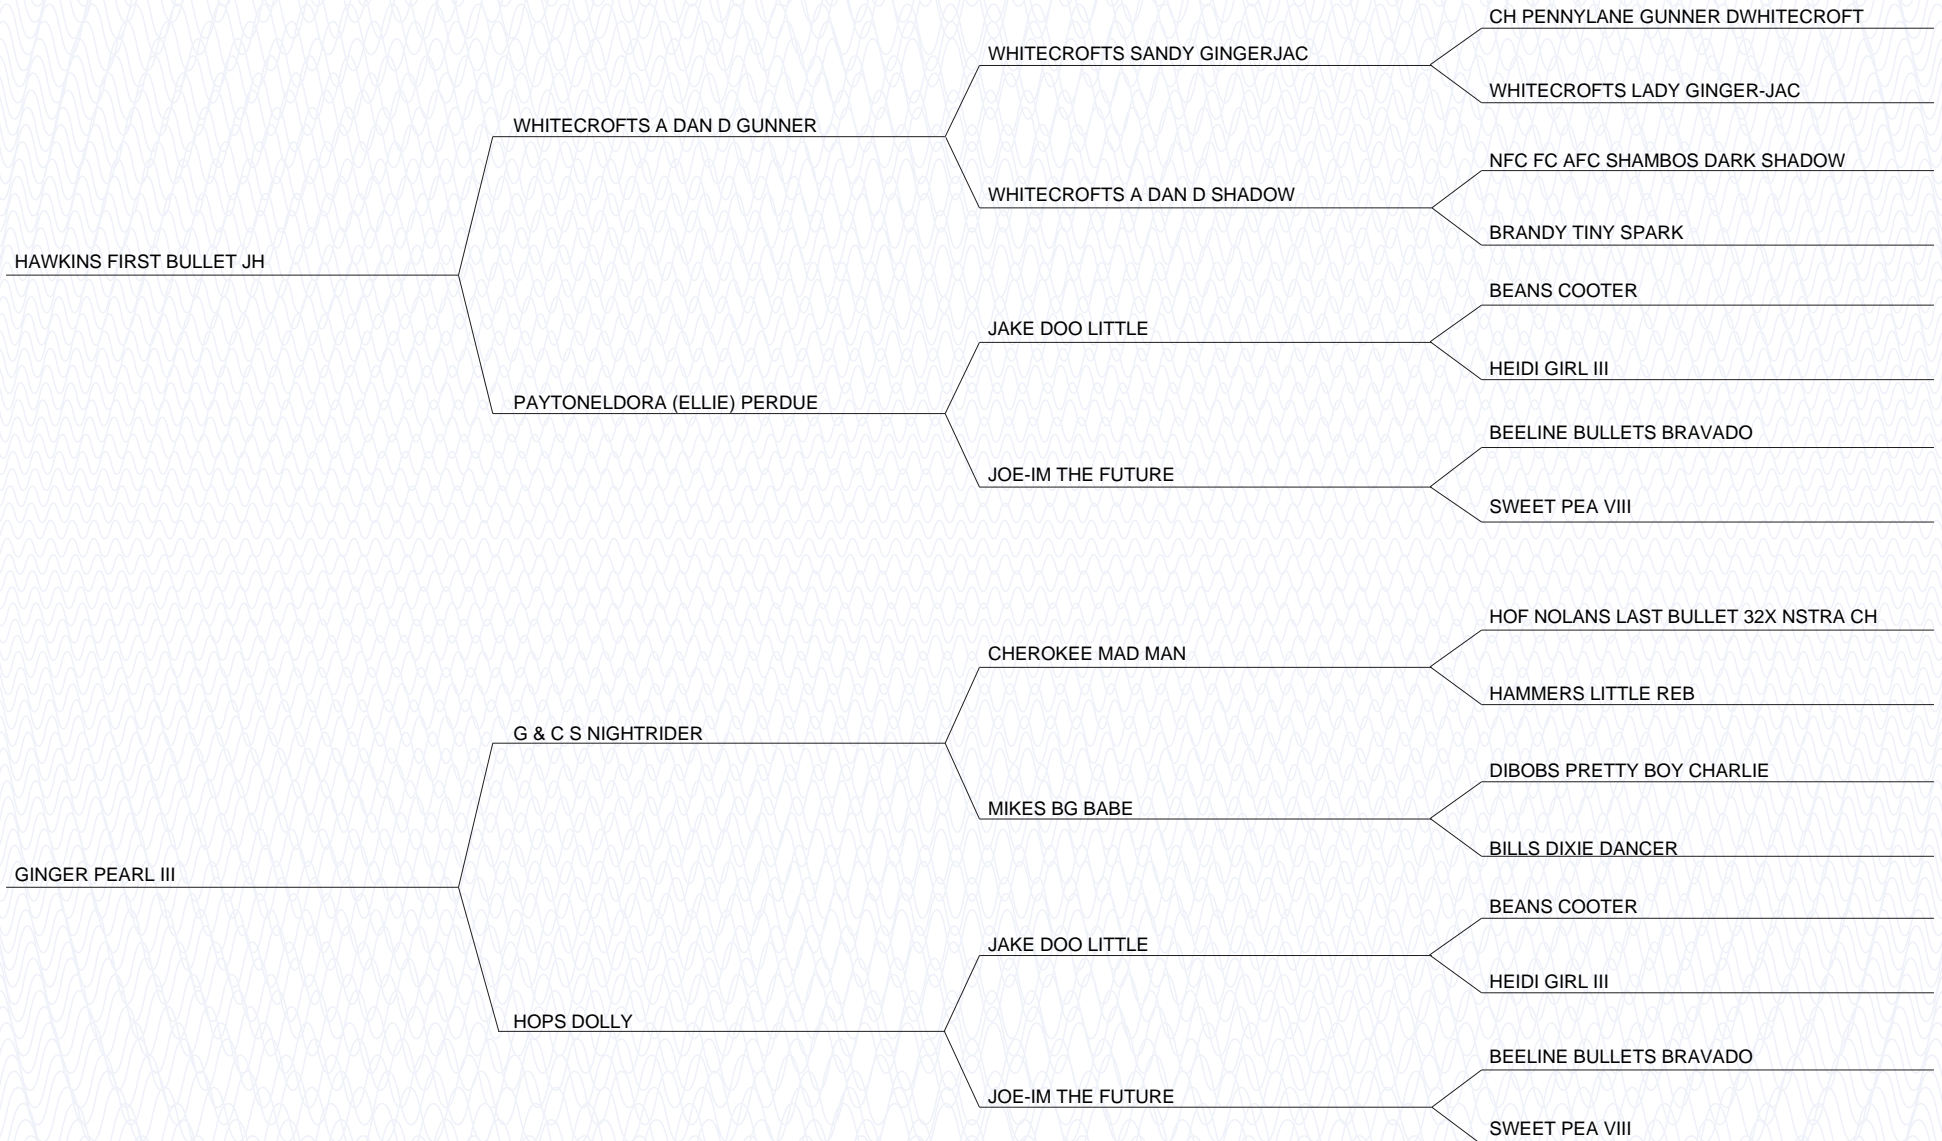 CH PENNYLANE GUNNER DWHITECROFT
WHITECROFTS SANDY GINGERJAC
WHITECROFTS LADY GINGER-JAC
WHITECROFTS A DAN D GUNNER
NFC FC AFC SHAMBOS DARK SHADOW
WHITECROFTS A DAN D SHADOW
BRANDY TINY SPARK
HAWKINS FIRST BULLET JH
BEANS COOTER
JAKE DOO LITTLE
HEIDI GIRL III
PAYTONELDORA (ELLIE) PERDUE
BEELINE BULLETS BRAVADO
JOE-IM THE FUTURE
SWEET PEA VIII
HOF NOLANS LAST BULLET 32X NSTRA CH
CHEROKEE MAD MAN
HAMMERS LITTLE REB
G & C S NIGHTRIDER
DIBOBS PRETTY BOY CHARLIE
MIKES BG BABE
BILLS DIXIE DANCER
GINGER PEARL III
BEANS COOTER
JAKE DOO LITTLE
HEIDI GIRL III
HOPS DOLLY
BEELINE BULLETS BRAVADO
JOE-IM THE FUTURE
SWEET PEA VIII